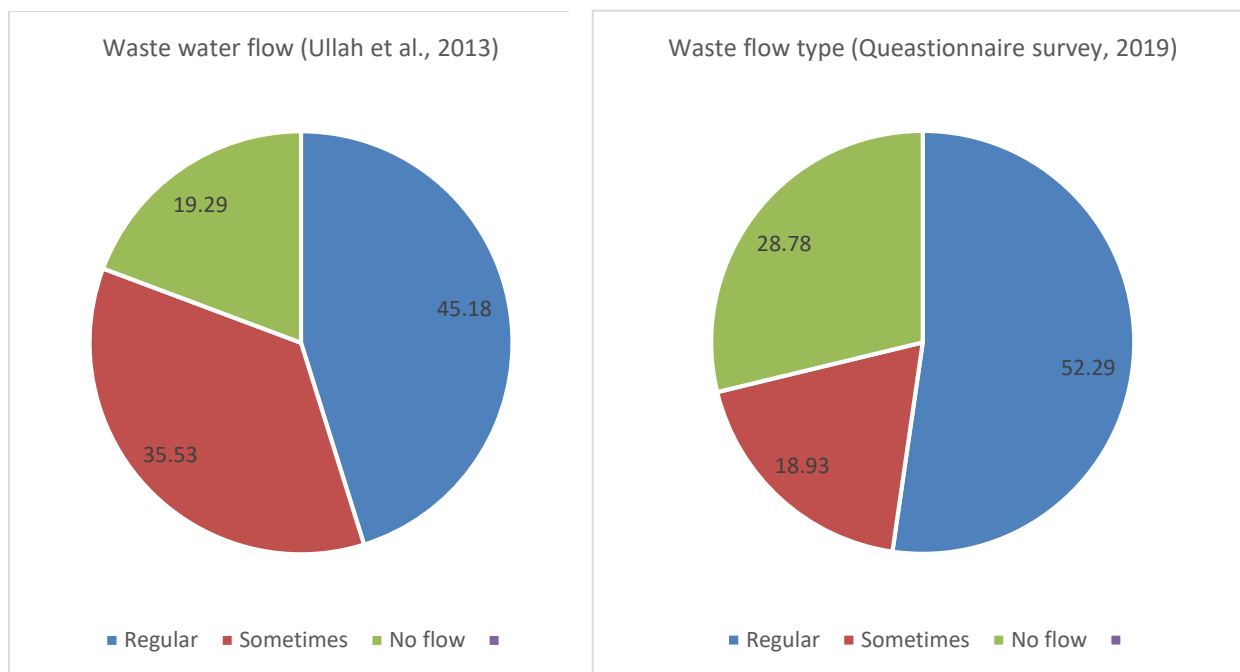 Waste water flow (Ullah et al., 2013)
19.29
45.18
35.53
Regular Sometimes No flow
Waste flow type (Queastionnaire survey, 2019)
28.78
52.29
18.93
Regular Sometimes No flow